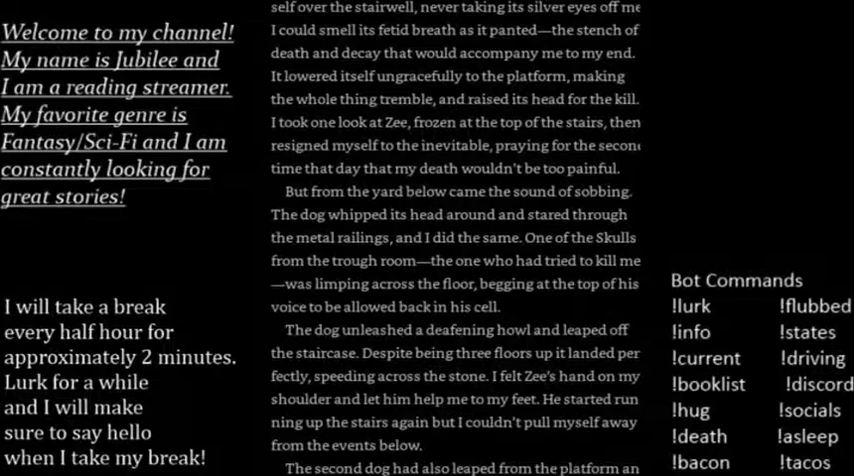 Welcome to my channel!
My name is Jubilee and
I am a reading streamer.
My favorite genre is
Fantasy/Sci-Fi and I am
constantly looking for
great stories!
I will take a break
every half hour for
approximately 2 minutes.
Lurk for a while
and I will make
sure to say hello
when I take my break!
self over the stairwell, never taking its silver eyes off me
I could smell its fetid breath as it panted—the stench of
death and decay that would accompany me to my end.
It lowered itself ungracefully to the platform, making
the whole thing tremble, and raised its head for the kill.
I took one look at Zee, frozen at the top of the stairs, then
resigned myself to the inevitable, praying for the second
time that day that my death wouldn't be too painful.
But from the yard below came the sound of sobbing.
The dog whipped its head around and stared through
the metal railings, and I did the same. One of the Skulls
from the trough room—the one who had tried to kill me
—was limping across the floor, begging at the top of his
voice to be allowed back in his cell.
The dog unleashed a deafening howl and leaped off
the staircase. Despite being three floors up it landed per
fectly, speeding across the stone. I felt Zee's hand on my
shoulder and let him help me to my feet. He started run
ning up the stairs again but I couldn't pull myself away
from the events below.
The second dog had also leaped from the platform an
Bot Commands
!lurk !flubbed
!info !states
!current !driving
!booklist !discord
!hug !socials
!death !asleep
!bacon !tacos